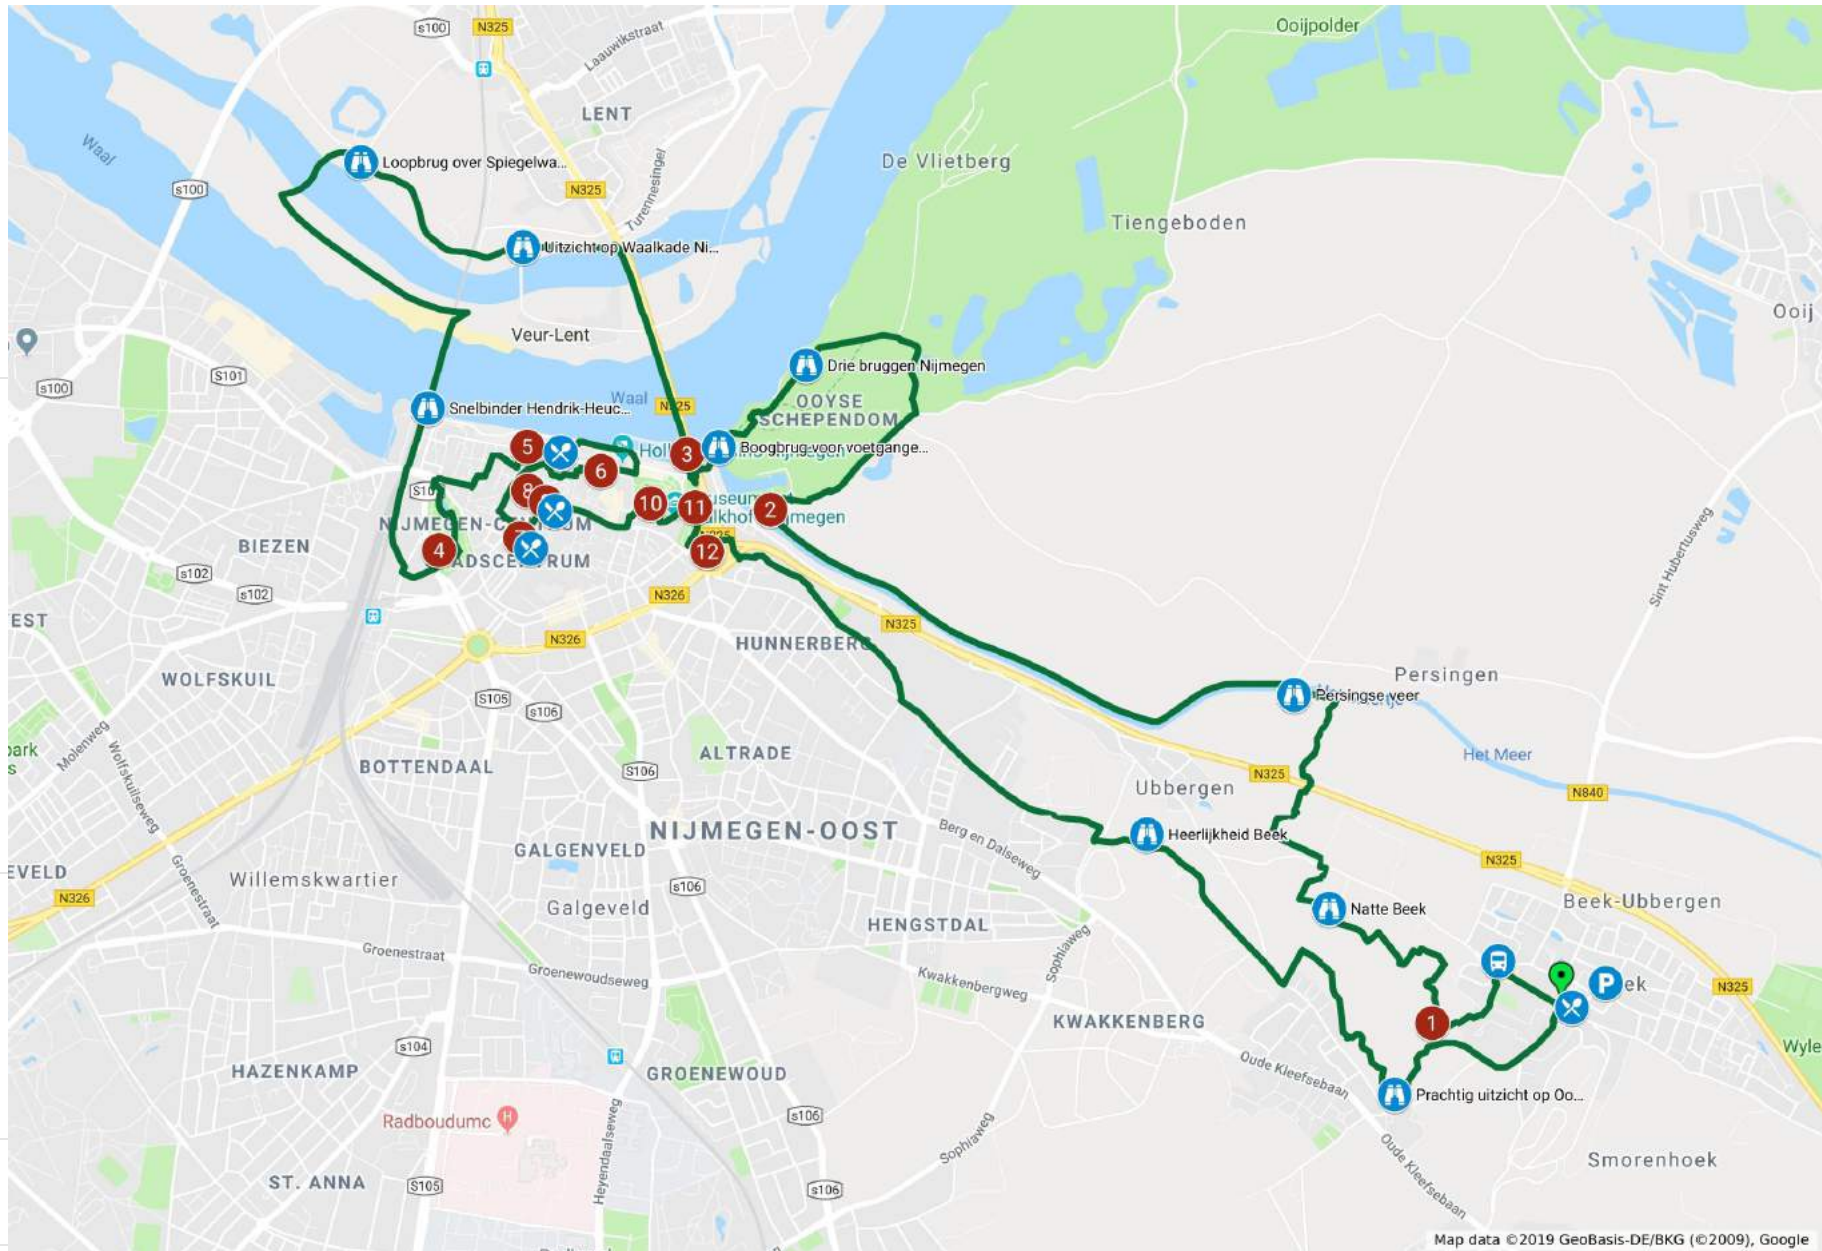 s100
N325
Laauwikstraat
Ooijpolder
LENT
Waal
De Vlietberg
Loopbrug over Spiegelwa...
s100
N325
Turennesingel
Tiengeboden
Uitzicht op Waalkade Ni...
Ooij
Veur-Lent
Drie bruggen Nijmegen
S101
s100
Waal
OOYSE
SCHEPENDOM
Snelbinder Hendrik-Heuc...
Boogbrug voor voetgange...
5
3
6
8
10
11
2
NIJMEGEN-CENTRUM
4
12
BIEZEN
s102
s102
N326
N325
Sint Hubertusweg
N326
HUNNERBERG
WOLFSKUIL
Persingen
Persingse veer
S105
s106
Molenweg
Wolfskuilseweg
BOTTENDAAL
ALTRADE
S106
Het Meer
N325
Ubbergen
N840
NIJMEGEN-OOST
Berg en Dalseweg
Heerlijkheid Beek
GALGENVELD
N325
Willemskwartier
Groenestraat
s106
N326
Galgeveld
HENGSTDAL
Natte Beek
Beek-Ubbergen
Groenestraat
Groenewoudseweg
Kwakkenbergweg
Sophiaweg
P
N325
1
KWAKKENBERG
s104
HAZENKAMP
GROENEWOUD
Oude Kleefsebaan
Prachtig uitzicht op Oo...
Radboudumc
H
s106
Heyendaalseweg
Sophiaweg
Oude Kleefsebaan
Smorenhoek
ST. ANNA
S105
s106
Map data ©2019 GeoBasis-DE/BKG (©2009), Google